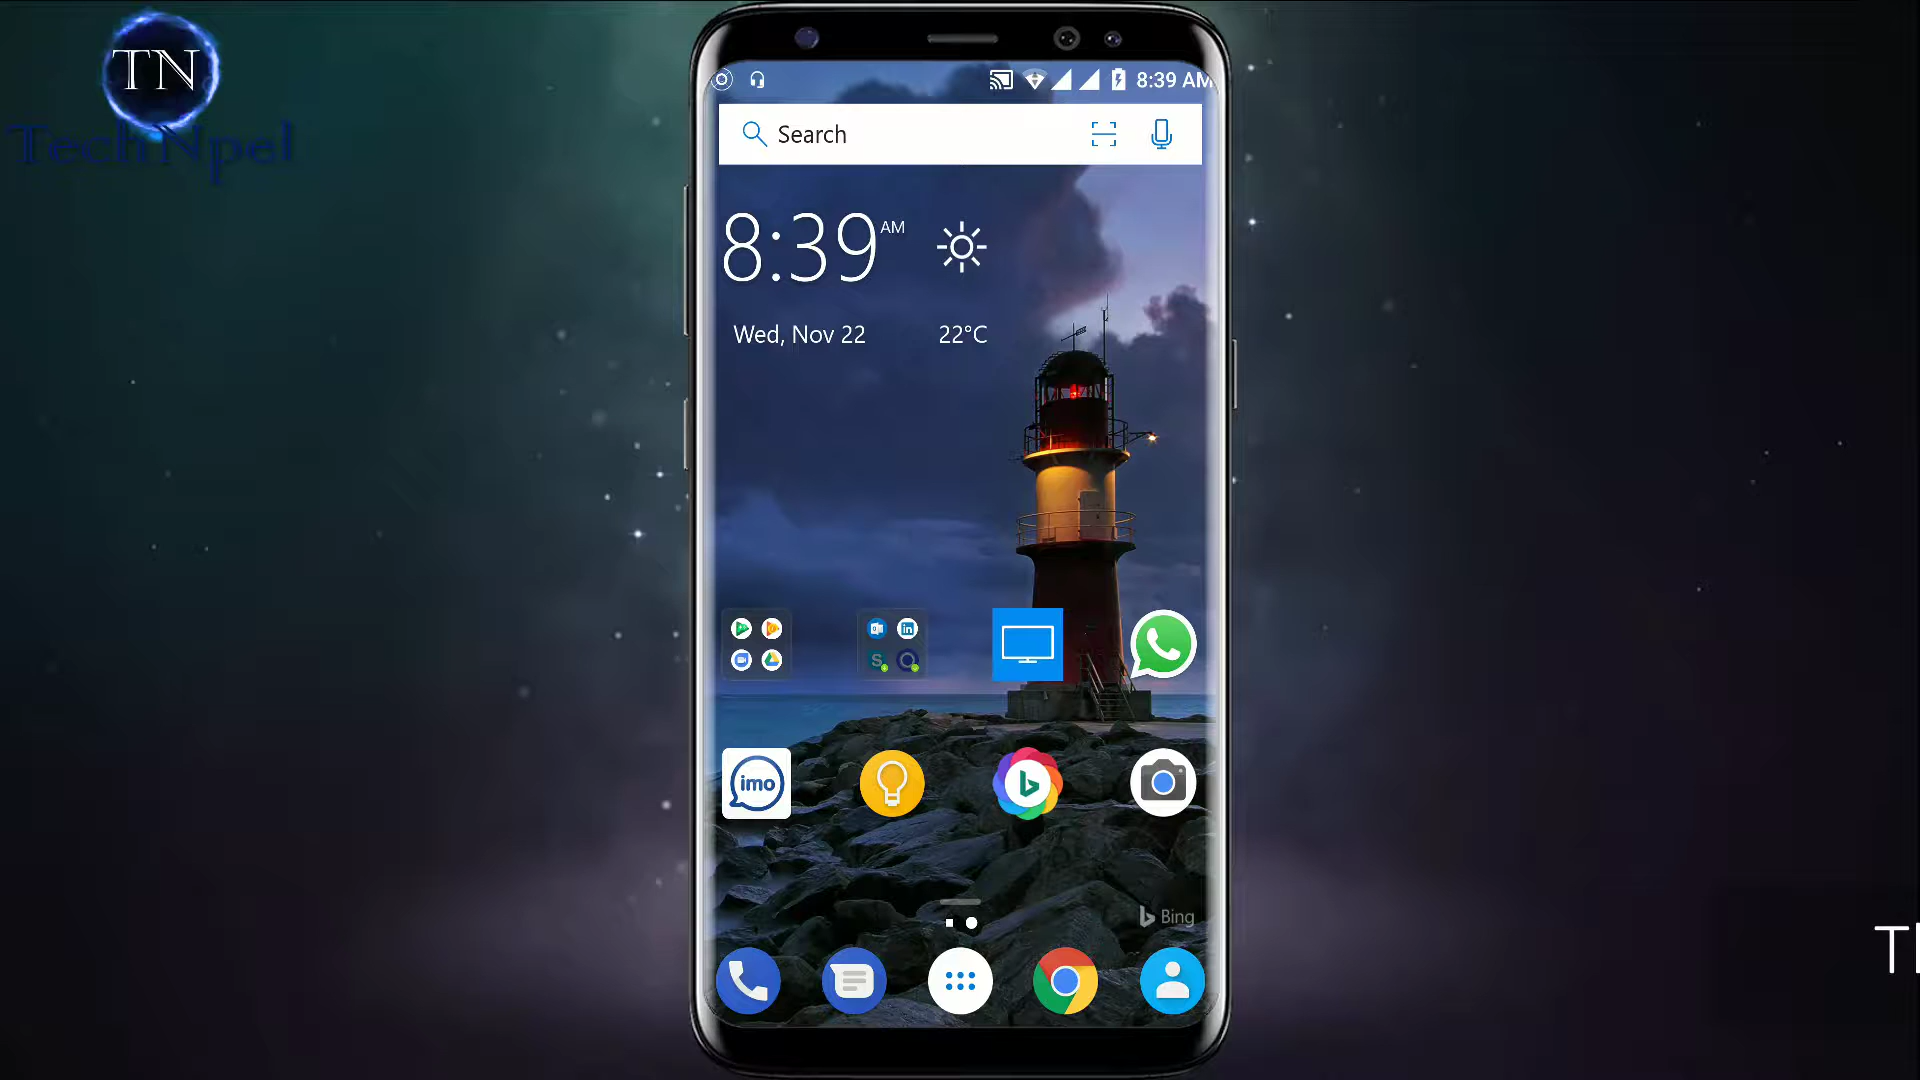 TN
TechNpel
8:39 AM
Search
8:39 AM
Wed, Nov 22
22°C
imo
Bing